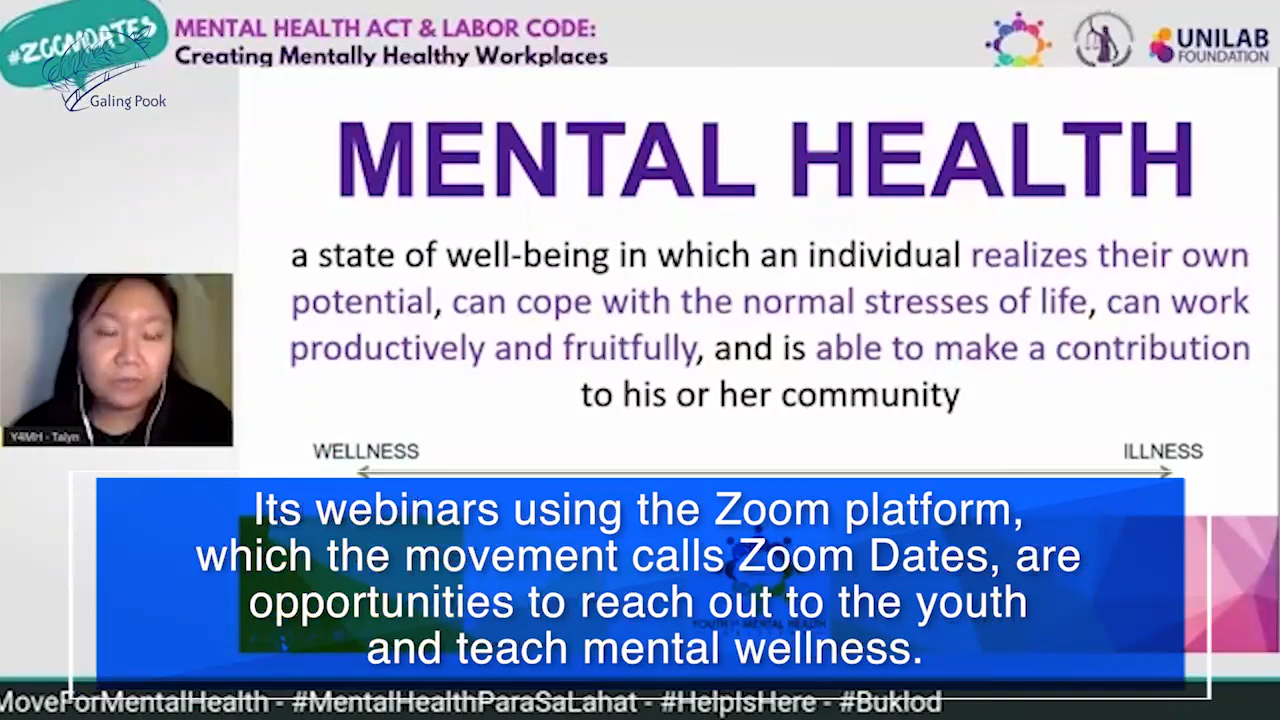 #ZOOMDATES
MENTAL HEALTH ACT & LABOR CODE:
Creating Mentally Healthy Workplaces
Galing Pook
UNILAB
FOUNDATION
MENTAL HEALTH
a state of well-being in which an individual realizes their own
potential, can cope with the normal stresses of life, can work
productively and fruitfully, and is able to make a contribution
to his or her community
Y4MH - Talyn
WELLNESS
ILLNESS
Its webinars using the Zoom platform,
which the movement calls Zoom Dates, are
opportunities to reach out to the youth
and teach mental wellness.
YOUTH for MENTAL HEALTH
MoveForMentalHealth - #MentalHealthParaSaLahat - #HelpIsHere - #Buklod